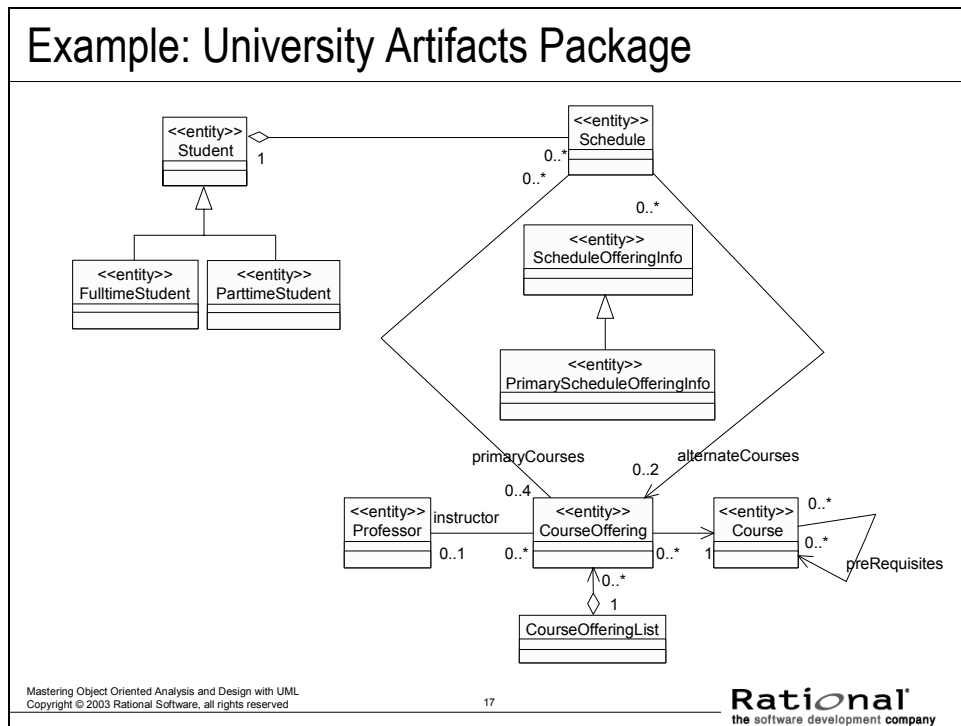 Example: University Artifacts Package
<<entity>>
Student
1
<<entity>>
Schedule
0..*
0..*
0..*
<<entity>>
ScheduleOfferingInfo
<<entity>>
FulltimeStudent
<<entity>>
ParttimeStudent
<<entity>>
PrimaryScheduleOfferingInfo
primaryCourses
alternateCourses
0..4
0..2
<<entity>>
Professor
instructor
0..1
0..*
<<entity>>
CourseOffering
0..*
1
<<entity>>
Course
0..*
0..*
preRequisites
0..*
1
CourseOfferingList
Mastering Object Oriented Analysis and Design with UML
Copyright © 2003 Rational Software, all rights reserved
17
Rational
the software development company